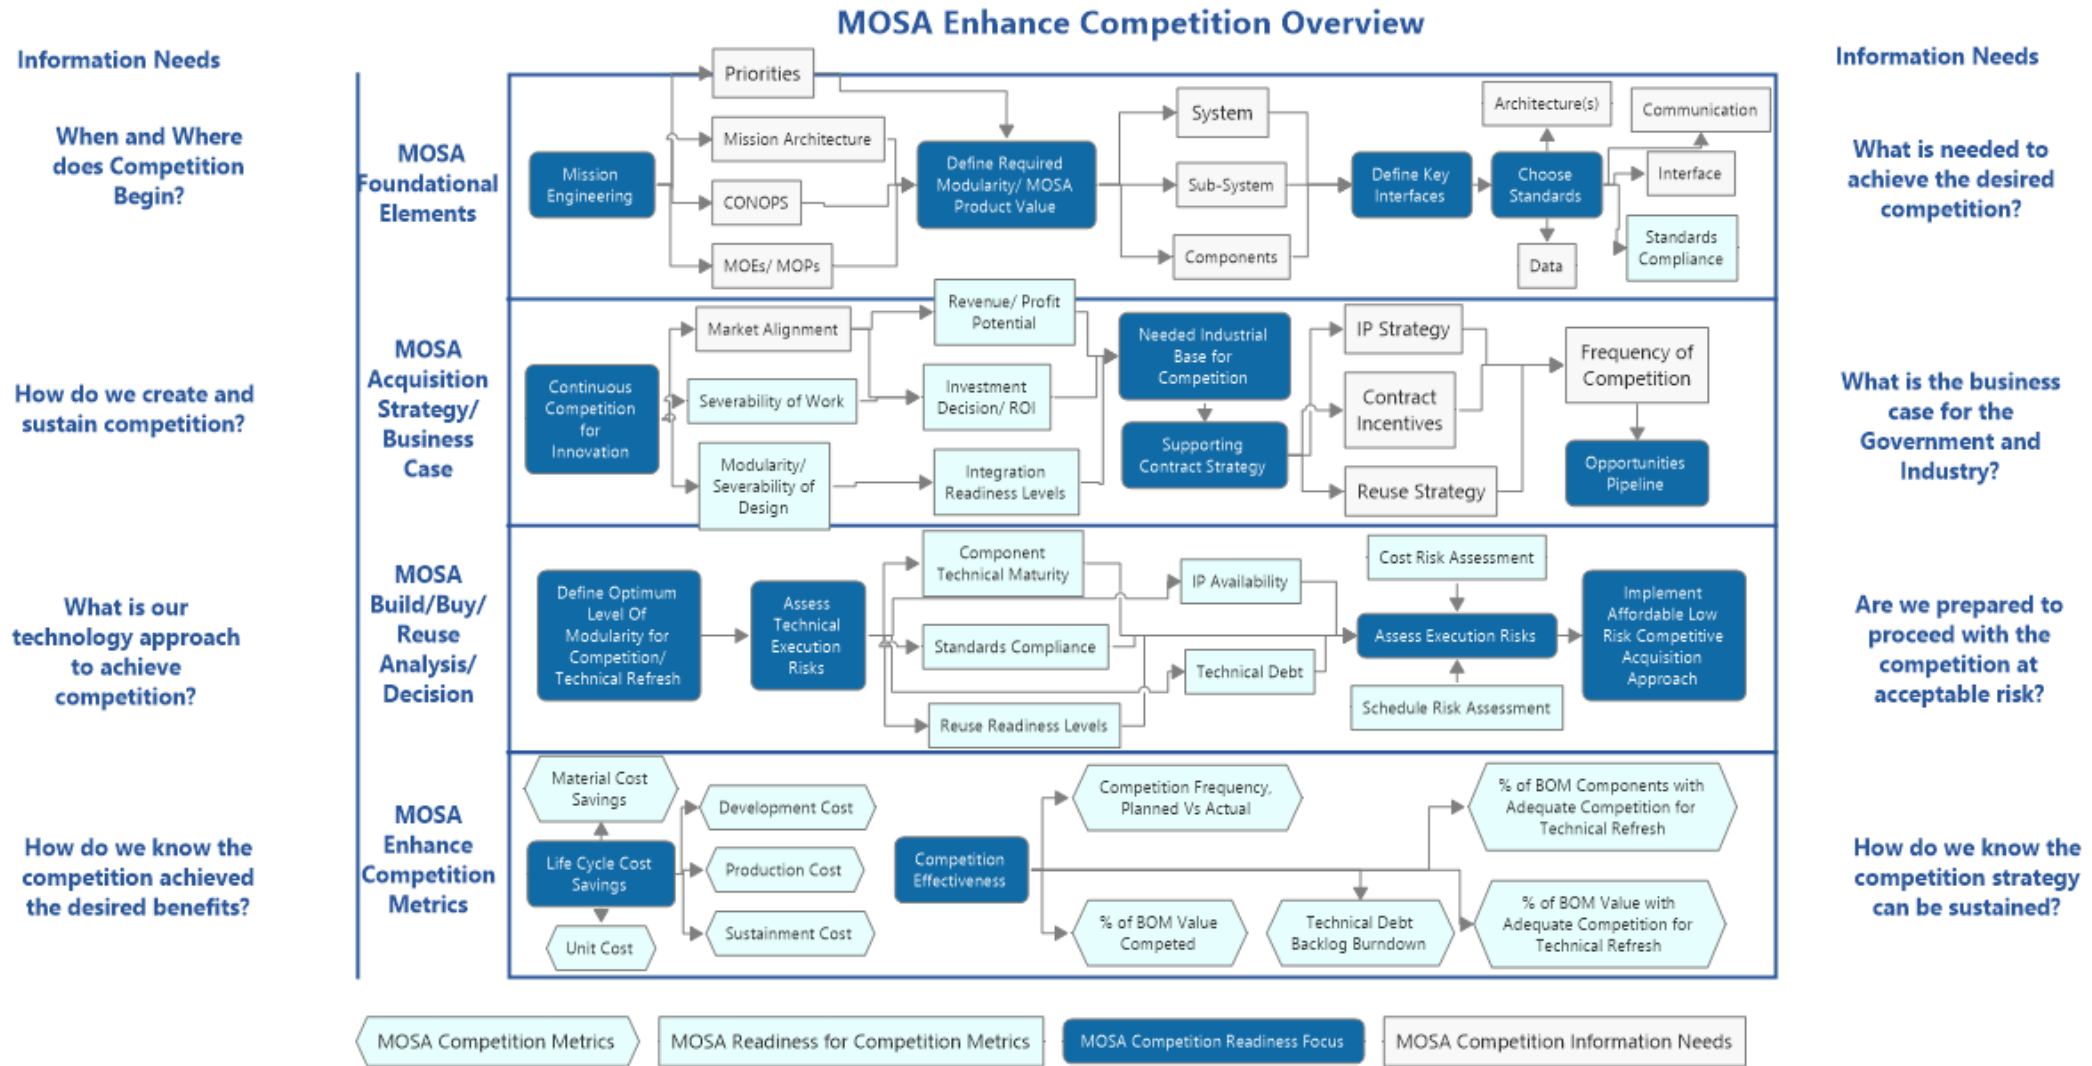 MOSA Enhance Competition Overview
Information Needs
Information Needs
When and Where
does Competition
Begin?
MOSA
Foundational
Elements
Priorities
Mission Architecture
CONOPS
MOEs/ MOPs
Mission
Engineering
Define Required
Modularity/ MOSA
Product Value
System
Sub-System
Components
Define Key
Interfaces
Choose
Standards
Architecture(s)
Communication
Interface
Standards
Compliance
Data
What is needed to
achieve the desired
competition?
How do we create and
sustain competition?
MOSA
Acquisition
Strategy/
Business
Case
Continuous
Competition
for
Innovation
Market Alignment
Severability of Work
Modularity/
Severability of
Design
Revenue/ Profit
Potential
Investment
Decision/ ROI
Integration
Readiness Levels
Needed Industrial
Base for
Competition
Supporting
Contract Strategy
IP Strategy
Contract
Incentives
Reuse Strategy
Frequency of
Competition
Opportunities
Pipeline
What is the business
case for the
Government and
Industry?
What is our
technology approach
to achieve
competition?
MOSA
Build/Buy/
Reuse
Analysis/
Decision
Define Optimum
Level Of
Modularity for
Competition/
Technical Refresh
Assess
Technical
Execution
Risks
Component
Technical Maturity
Standards Compliance
Reuse Readiness Levels
IP Availability
Technical Debt
Cost Risk Assessment
Assess Execution Risks
Schedule Risk Assessment
Implement
Affordable Low
Risk Competitive
Acquisition
Approach
Are we prepared to
proceed with the
competition at
acceptable risk?
How do we know the
competition achieved
the desired benefits?
MOSA
Enhance
Competition
Metrics
Material Cost
Savings
Life Cycle Cost
Savings
Unit Cost
Development Cost
Production Cost
Sustainment Cost
Competition
Effectiveness
Competition Frequency,
Planned Vs Actual
% of BOM Value
Competed
Technical Debt
Backlog Burndown
% of BOM Components with
Adequate Competition for
Technical Refresh
% of BOM Value with
Adequate Competition for
Technical Refresh
How do we know the
competition strategy
can be sustained?
MOSA Competition Metrics
MOSA Readiness for Competition Metrics
MOSA Competition Readiness Focus
MOSA Competition Information Needs